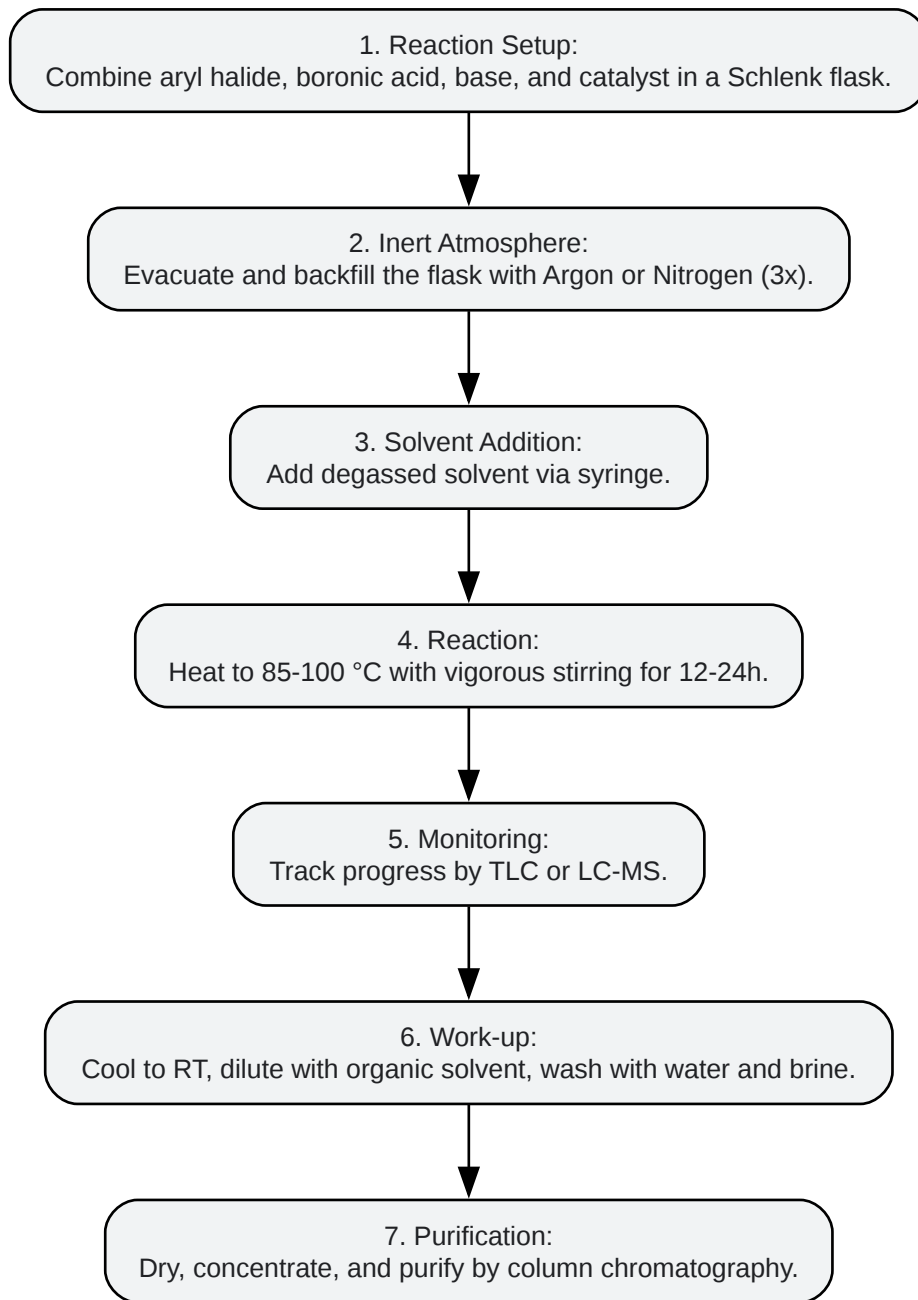 1. Reaction Setup:
Combine aryl halide, boronic acid, base, and catalyst in a Schlenk flask.
2. Inert Atmosphere:
Evacuate and backfill the flask with Argon or Nitrogen (3x).
3. Solvent Addition:
Add degassed solvent via syringe.
4. Reaction:
Heat to 85-100 °C with vigorous stirring for 12-24h.
5. Monitoring:
Track progress by TLC or LC-MS.
6. Work-up:
Cool to RT, dilute with organic solvent, wash with water and brine.
7. Purification:
Dry, concentrate, and purify by column chromatography.